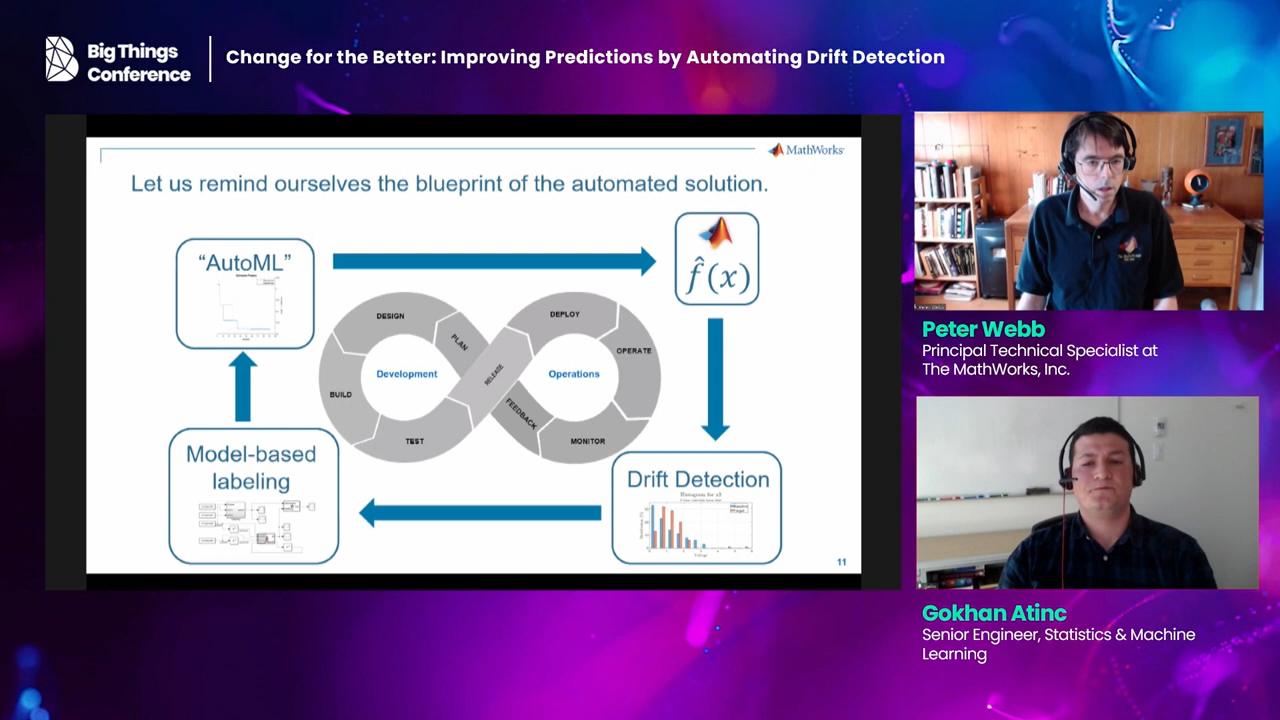 Big Things
Conference
Change for the Better: Improving Predictions by Automating Drift Detection
MathWorks
Let us remind ourselves the blueprint of the automated solution.
“AutoML”
f̂(x)
DESIGN
PLAN
DEPLOY
OPERATE
Development
RELEASE
Operations
BUILD
FEEDBACK
TEST
MONITOR
Model-based
labeling
Drift Detection
Histogram for x3
11
Peter Webb
Principal Technical Specialist at
The MathWorks, Inc.
Gokhan Atinc
Senior Engineer, Statistics & Machine
Learning